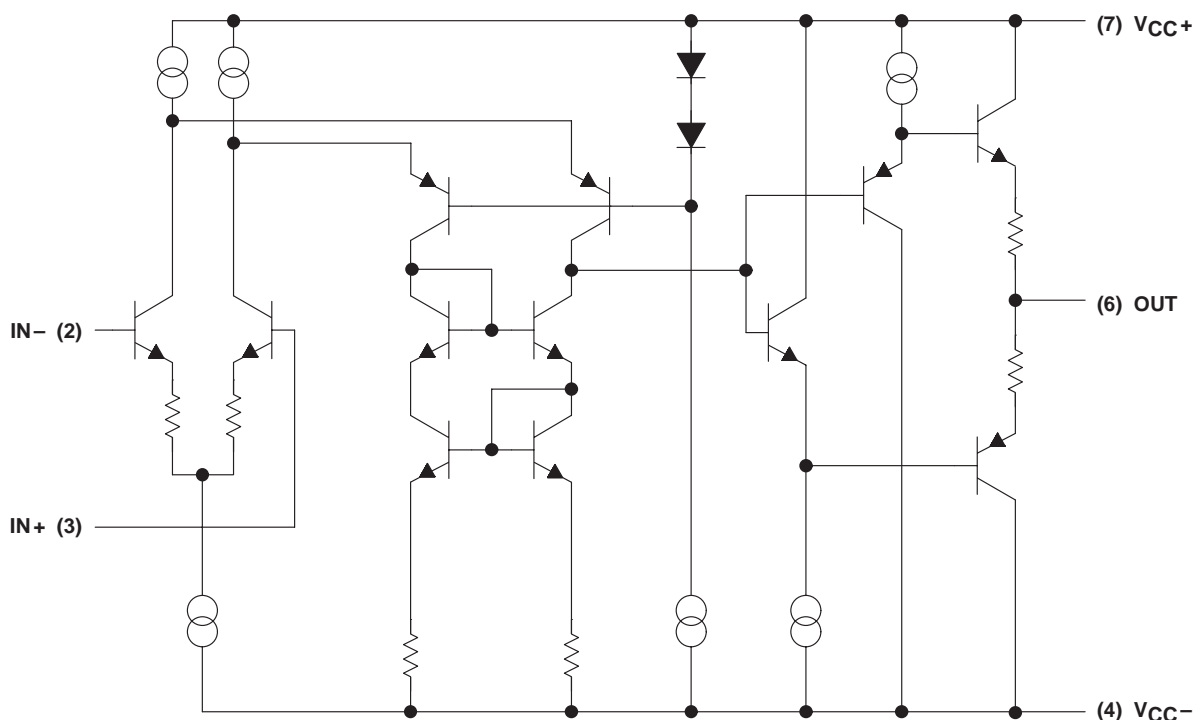 (7) VCC+
IN− (2)
(6) OUT
IN+ (3)
(4) VCC−